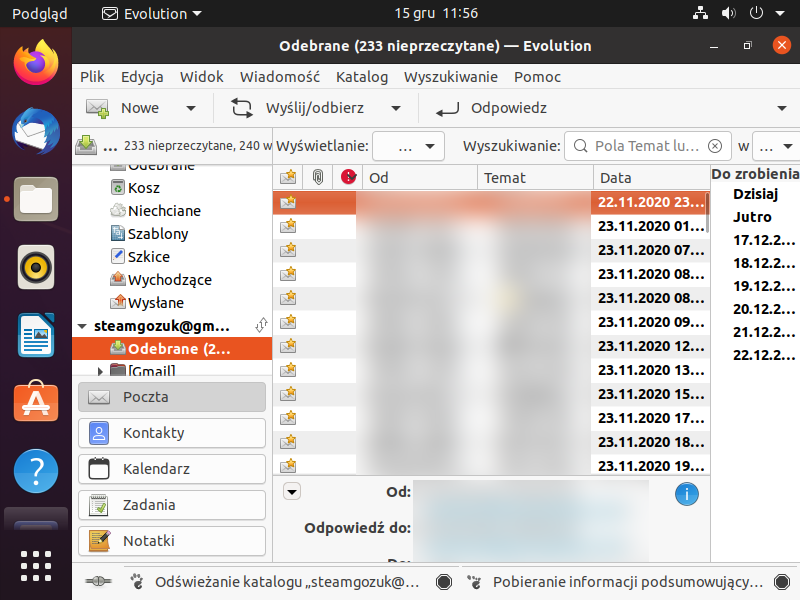 Podgląd Evolution 15 gru 11:56
Odebrane (233 nieprzeczytane) — Evolution
Plik Edycja Widok Wiadomość Katalog Wyszukiwanie Pomoc
Nowe Wyślij/odbierz Odpowiedz
... 233 nieprzeczytane, 240 w Wyświetlanie: ... Wyszukiwanie: Pola Temat lu... w ...
Odebrane
Kosz
Niechciane
Szablony
Szkice
Wychodzące
Wysłane
steamgozuk@gm...
Odebrane (2...
[Gmail]
Poczta
Kontakty
Kalendarz
Zadania
Notatki
Od Temat Data
22.11.2020 23...
23.11.2020 01...
23.11.2020 07...
23.11.2020 08...
23.11.2020 08...
23.11.2020 09...
23.11.2020 12...
23.11.2020 13...
23.11.2020 15...
23.11.2020 17...
23.11.2020 18...
23.11.2020 19...
Od:
Odpowiedź do:
Do:
Do zrobienia
Dzisiaj
Jutro
17.12.2...
18.12.2...
19.12.2...
20.12.2...
21.12.2...
22.12.2...
Odświeżanie katalogu „steamgozuk@... Pobieranie informacji podsumowujący...